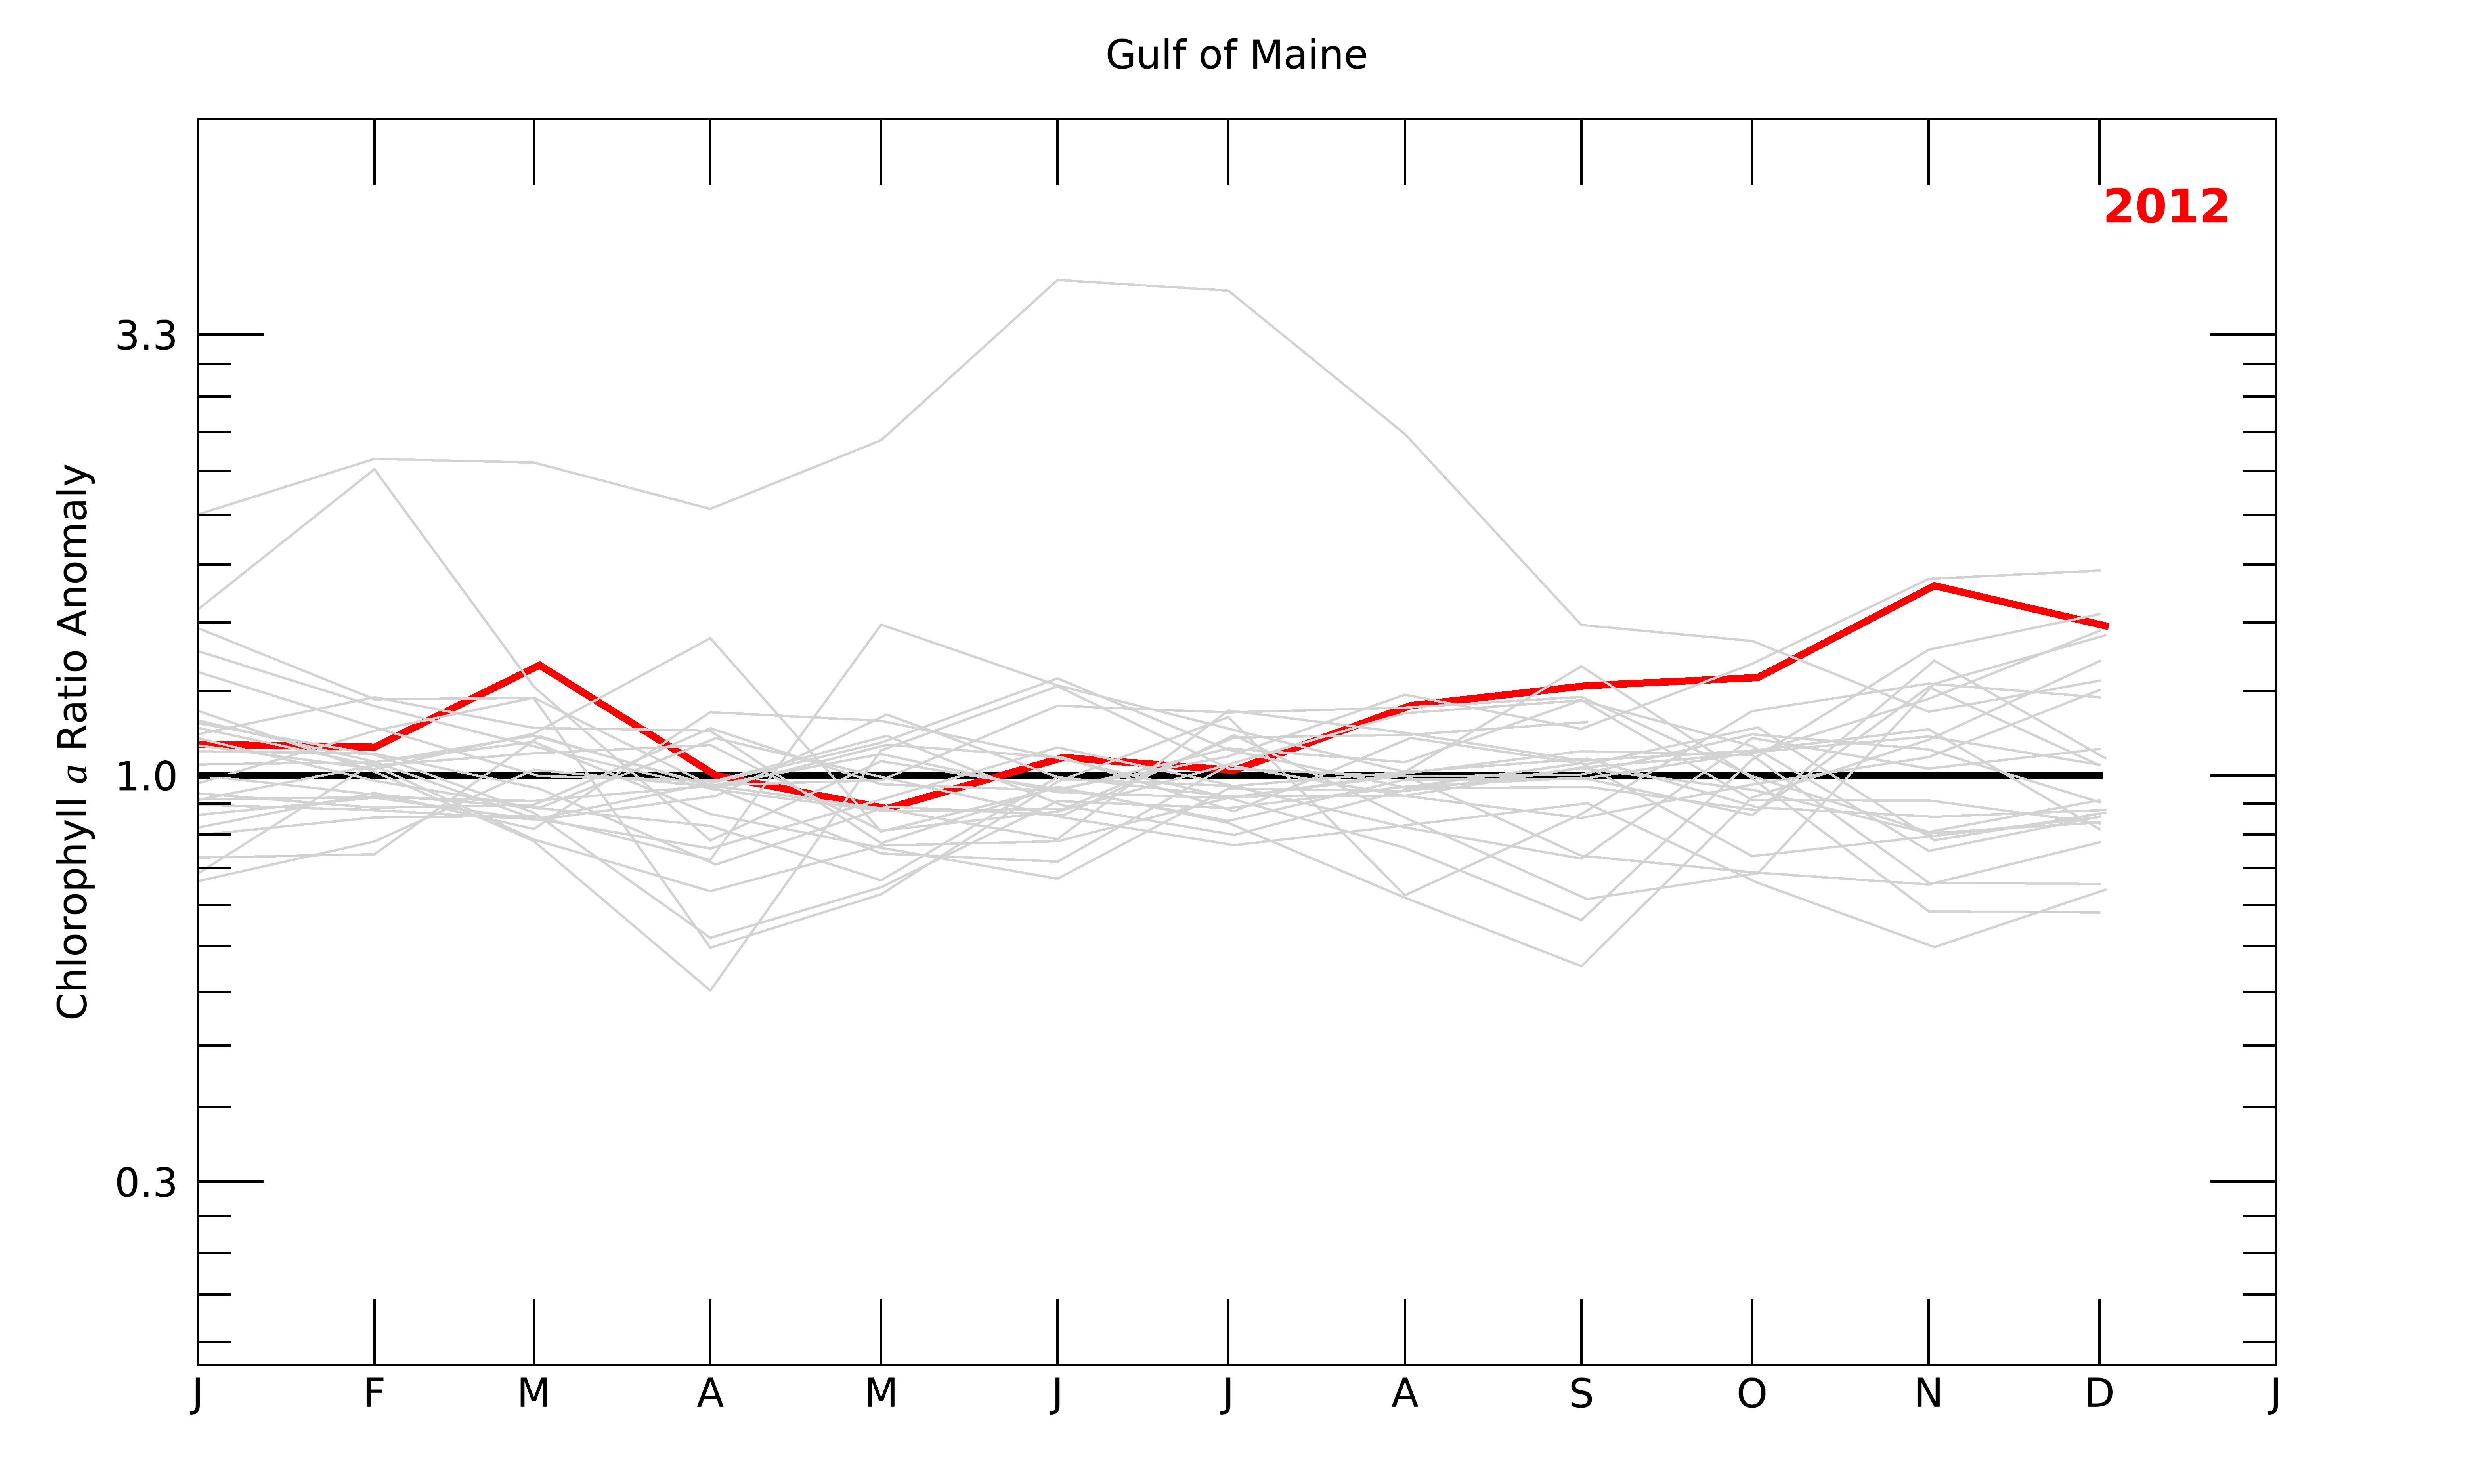 Gulf of Maine
2012
Chlorophyll a Ratio Anomaly
3.3
1.0
0.3
J F M A M J J A S O N D J